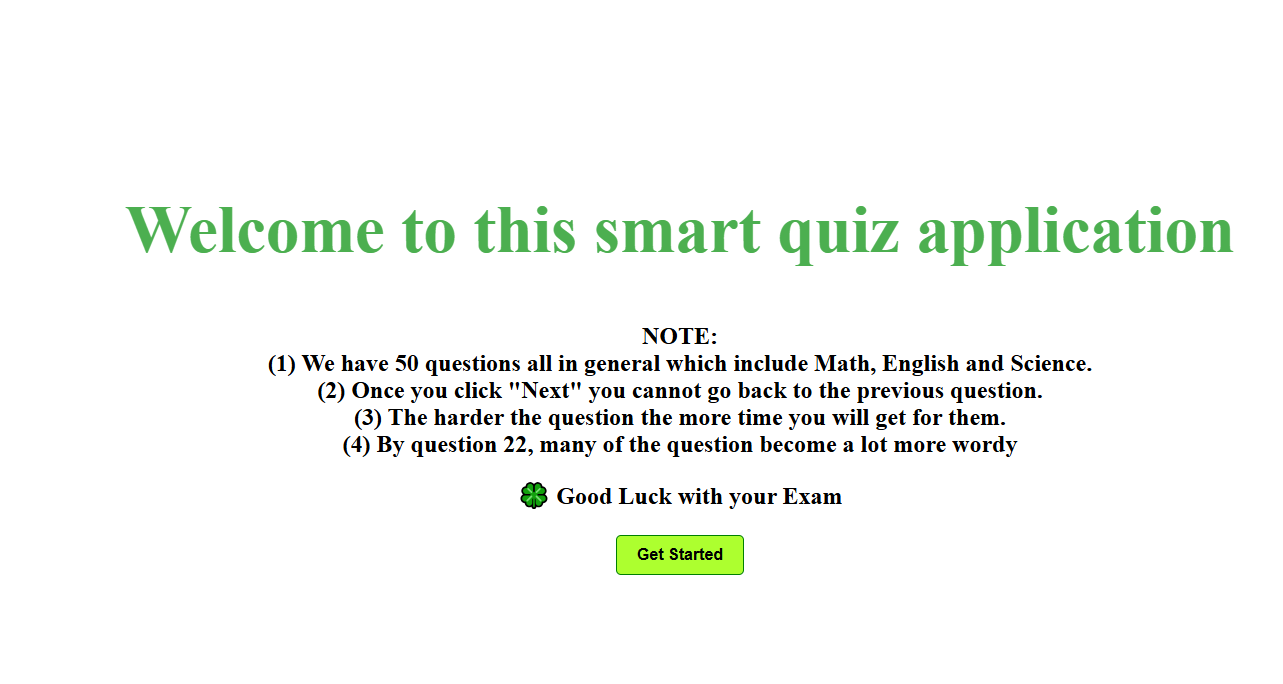 Welcome to this smart quiz application
NOTE:
(1) We have 50 questions all in general which include Math, English and Science.
(2) Once you click "Next" you cannot go back to the previous question.
(3) The harder the question the more time you will get for them.
(4) By question 22, many of the question become a lot more wordy
🍀 Good Luck with your Exam
Get Started